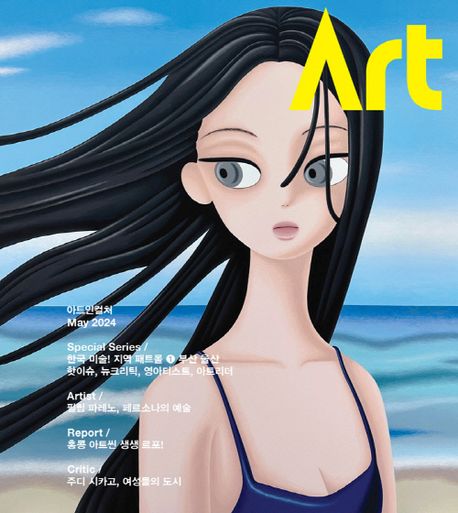 Art
아트인컬처
May 2024
Special Series /
한국 미술! 지역 패트롤 ❶ 부산 울산
핫이슈, 뉴크리틱, 영아티스트, 아트리더
Artist /
필립 파레노, 페르소나의 예술
Report /
홍콩 아트씬 생생 르포!
Critic /
주디 시카고, 여성들의 도시